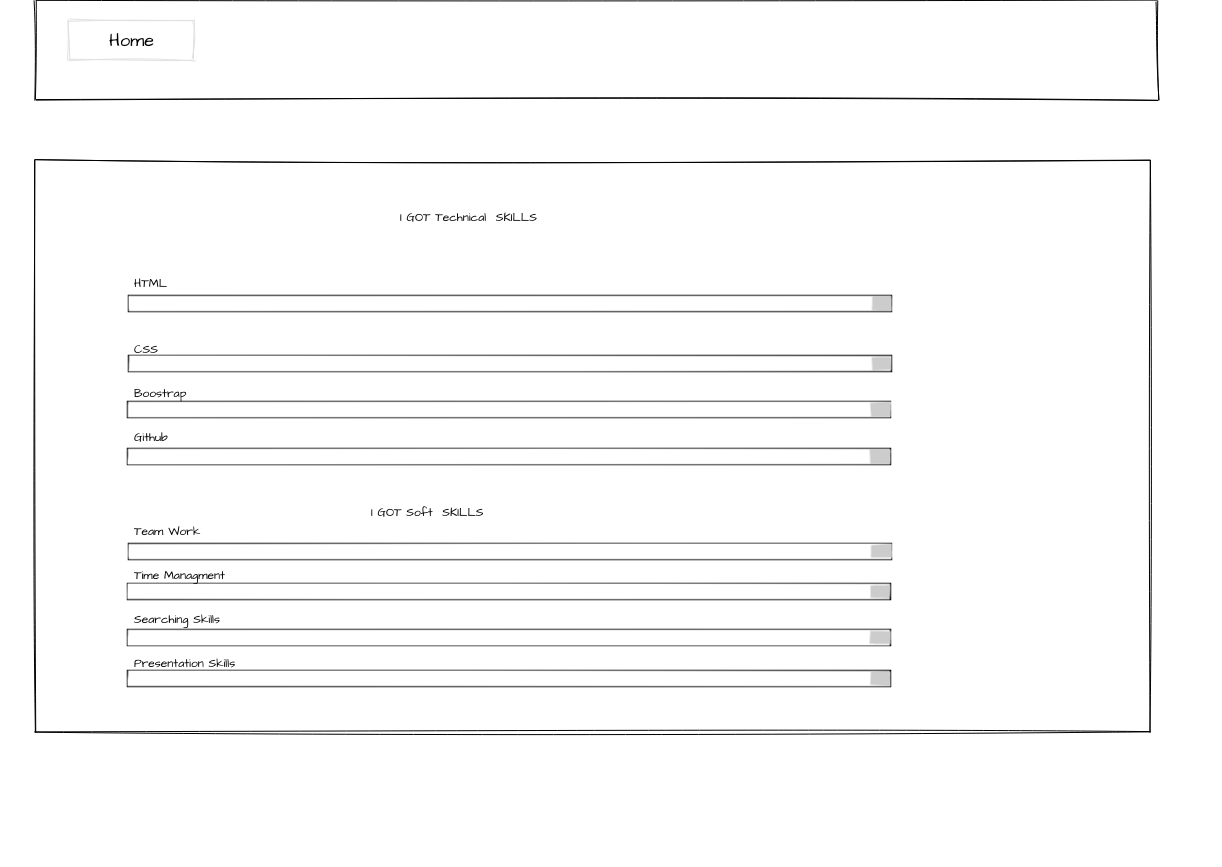 Home
I GOT Technical SKILLS
HTML
CSS
Boostrap
Github
I GOT Soft SKILLS
Team Work
Time Managment
Searching Skills
Presentation Skills